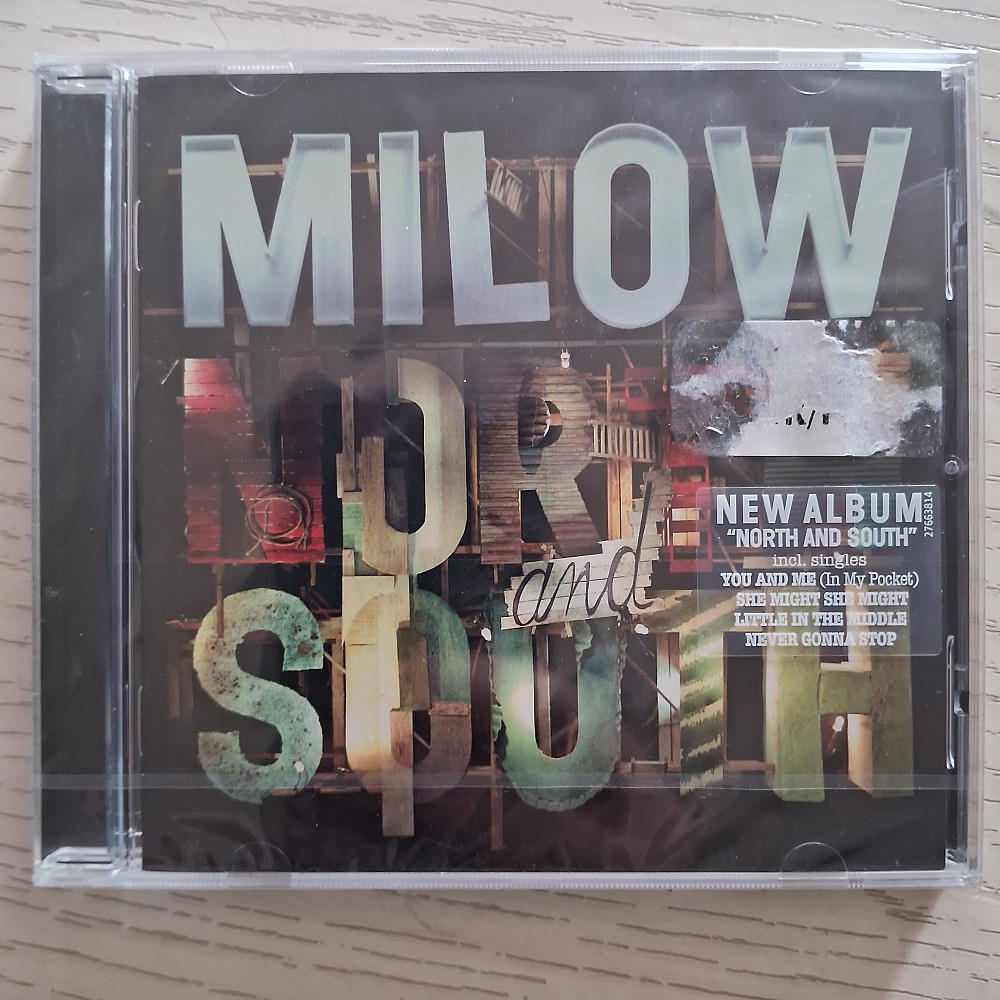 MILOW
NORTH
and
SOUTH
NEW ALBUM
"NORTH AND SOUTH"
27663814
incl. singles
YOU AND ME (In My Pocket)
SHE MIGHT SHE MIGHT
LITTLE IN THE MIDDLE
NEVER GONNA STOP